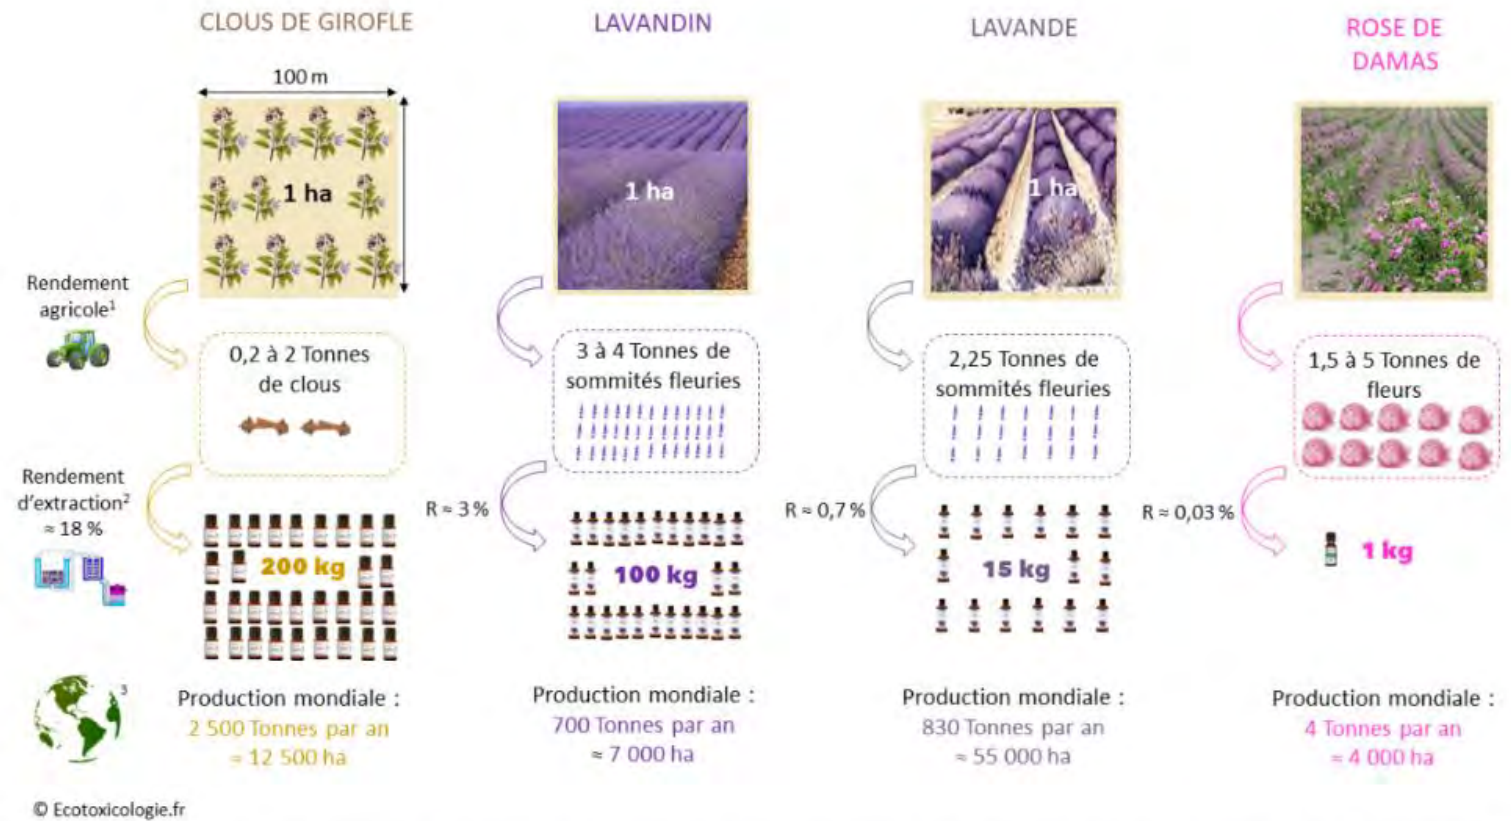 CLOUS DE GIROFLE
LAVANDIN
LAVANDE
ROSE DE
DAMAS
100 m
1 ha
1 ha
1 ha
Rendement
agricole¹
0,2 à 2 Tonnes
de clous
3 à 4 Tonnes de
sommités fleuries
2,25 Tonnes de
sommités fleuries
1,5 à 5 Tonnes de
fleurs
Rendement
d'extraction²
≈ 18 %
R ≈ 3 %
R ≈ 0,7 %
R ≈ 0,03 %
200 kg
100 kg
15 kg
1 kg
3
Production mondiale :
2 500 Tonnes par an
≈ 12 500 ha
Production mondiale :
700 Tonnes par an
≈ 7 000 ha
Production mondiale :
830 Tonnes par an
≈ 55 000 ha
Production mondiale :
4 Tonnes par an
≈ 4 000 ha
© Ecotoxicologie.fr